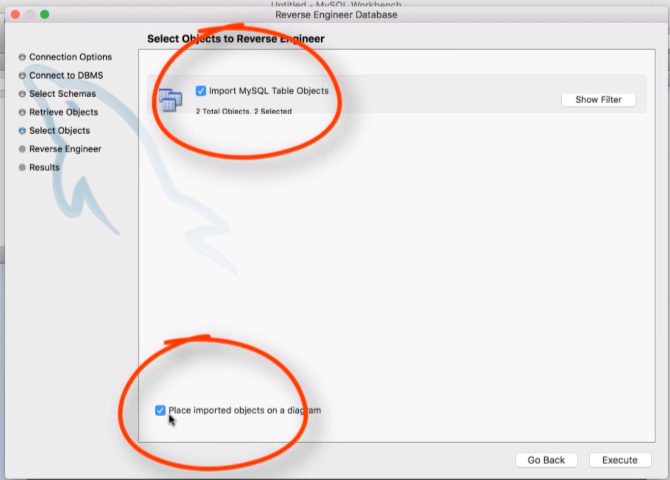 Untitled - MySQL Workbench
Reverse Engineer Database
Select Objects to Reverse Engineer
Connection Options
Connect to DBMS
Select Schemas
Retrieve Objects
Select Objects
Reverse Engineer
Results
Import MySQL Table Objects
2 Total Objects, 2 Selected
Show Filter
Place imported objects on a diagram
Go Back
Execute